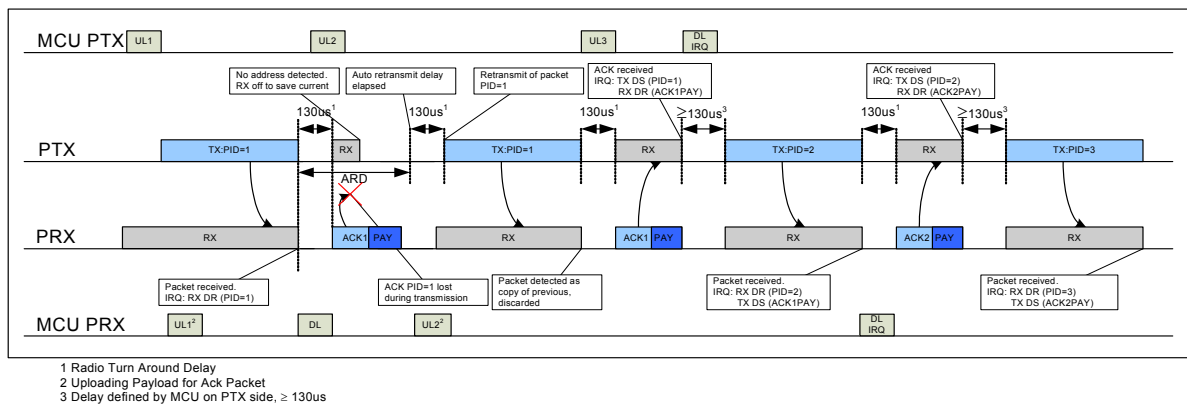 MCU PTX
UL1
UL2
UL3
DL
IRQ
No address detected.
RX off to save current
Auto retransmit delay
elapsed
Retransmit of packet
PID=1
ACK received
IRQ: TX DS (PID=1)
RX DR (ACK1PAY)
ACK received
IRQ: TX DS (PID=2)
RX DR (ACK2PAY)
130us¹
130us¹
130us¹
≥130us³
130us¹
≥130us³
PTX
TX:PID=1
RX
TX:PID=1
RX
TX:PID=2
RX
TX:PID=3
ARD
PRX
RX
ACK1
PAY
RX
ACK1
PAY
RX
ACK2
PAY
RX
Packet received.
IRQ: RX DR (PID=1)
ACK PID=1 lost
during transmission
Packet detected as
copy of previous,
discarded
Packet received.
IRQ: RX DR (PID=2)
TX DS (ACK1PAY)
Packet received.
IRQ: RX DR (PID=3)
TX DS (ACK2PAY)
MCU PRX
UL1²
DL
UL2²
DL
IRQ
1 Radio Turn Around Delay
2 Uploading Payload for Ack Packet
3 Delay defined by MCU on PTX side, ≥ 130us